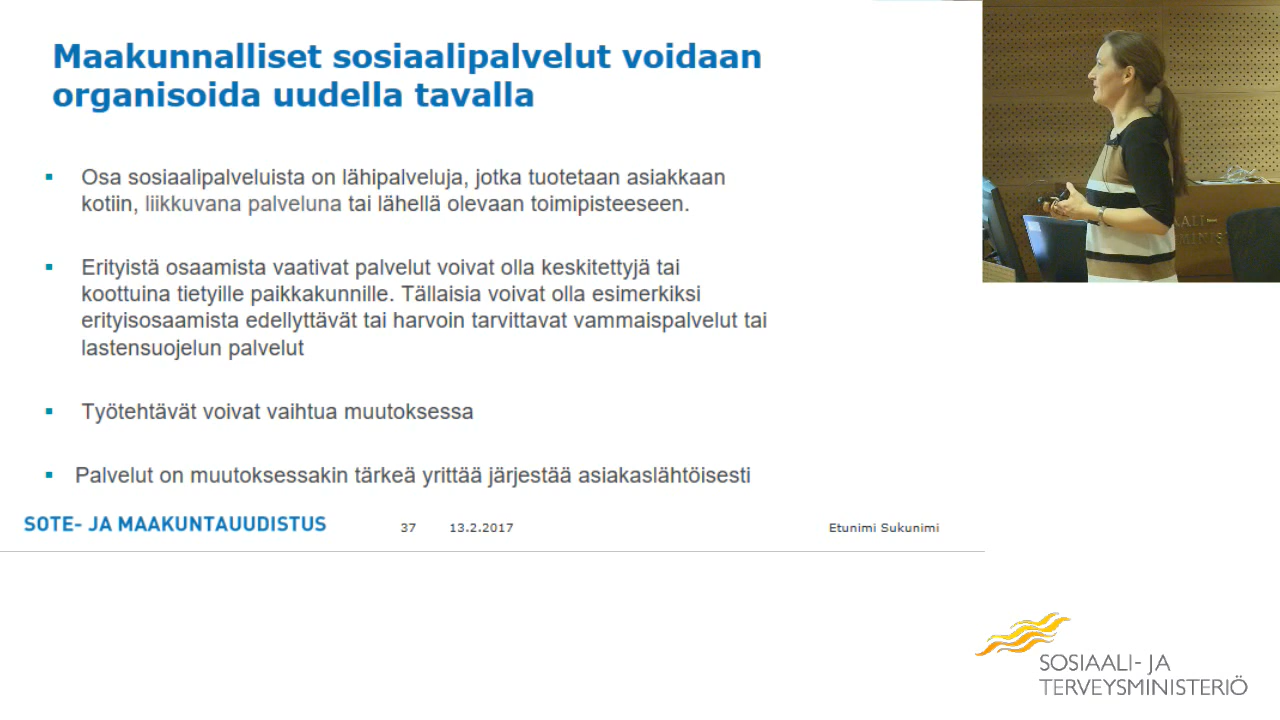 Maakunnalliset sosiaalipalvelut voidaan
organisoida uudella tavalla
Osa sosiaalipalveluista on lähipalveluja, jotka tuotetaan asiakkaan
kotiin, liikkuvana palveluna tai lähellä olevaan toimipisteeseen.
Erityistä osaamista vaativat palvelut voivat olla keskitettyjä tai
koottuina tietyille paikkakunnille. Tällaisia voivat olla esimerkiksi
erityisosaamista edellyttävät tai harvoin tarvittavat vammaispalvelut tai
lastensuojelun palvelut
Työtehtävät voivat vaihtua muutoksessa
Palvelut on muutoksessakin tärkeä yrittää järjestää asiakaslähtöisesti
SOTE- JA MAAKUNTAUUDISTUS 37 13.2.2017 Etunimi Sukunimi
SOSIAALI- JA
TERVEYSMINISTERIÖ